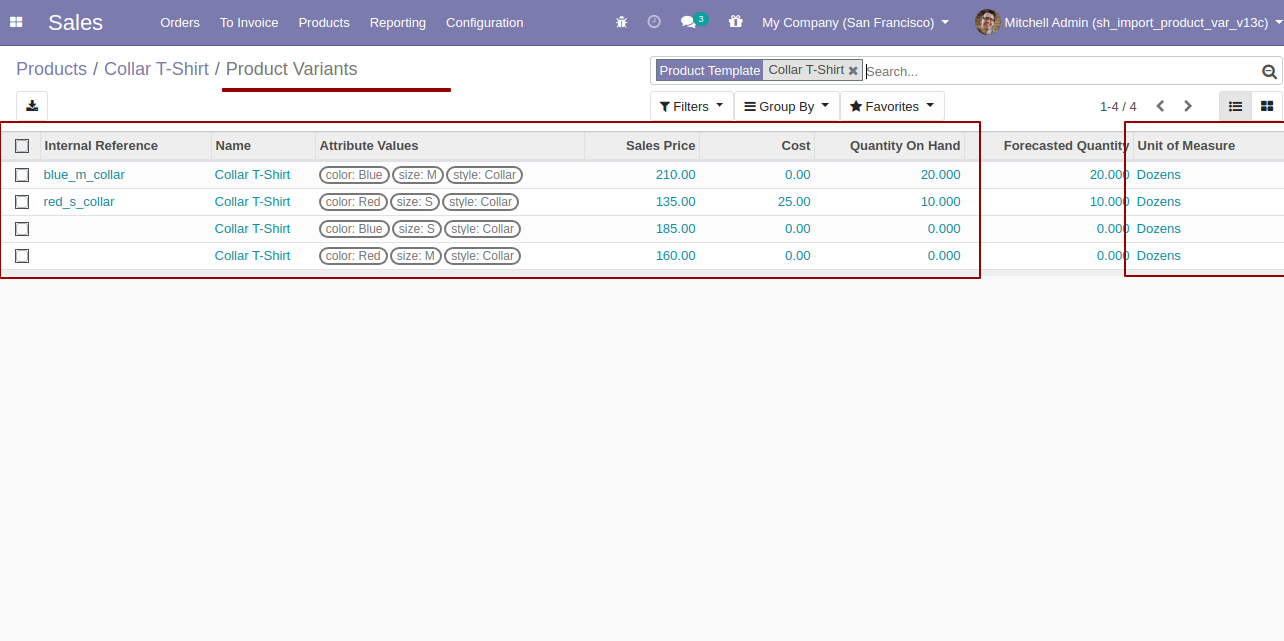 Sales Orders To Invoice Products Reporting Configuration 3 My Company (San Francisco) Mitchell Admin (sh_import_product_var_v13c)
Products / Collar T-Shirt / Product Variants
Product Template Collar T-Shirt Search...
Filters Group By Favorites 1-4 / 4
Internal Reference Name Attribute Values Sales Price Cost Quantity On Hand Forecasted Quantity Unit of Measure
blue_m_collar Collar T-Shirt color: Blue size: M style: Collar 210.00 0.00 20.000 20.000 Dozens
red_s_collar Collar T-Shirt color: Red size: S style: Collar 135.00 25.00 10.000 10.000 Dozens
Collar T-Shirt color: Blue size: S style: Collar 185.00 0.00 0.000 0.000 Dozens
Collar T-Shirt color: Red size: M style: Collar 160.00 0.00 0.000 0.000 Dozens